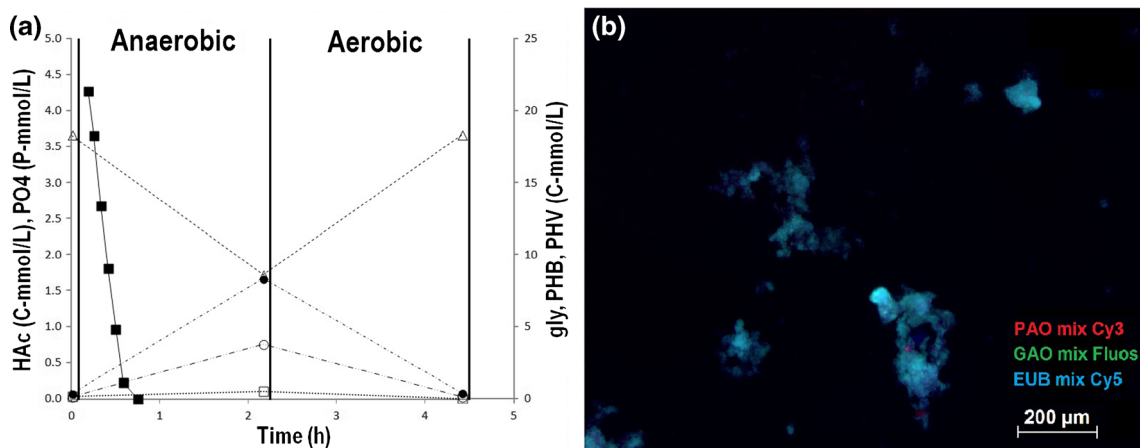 (a)
Anaerobic Aerobic
HAc (C-mmol/L), PO4 (P-mmol/L)
5.0
4.5
4.0
3.5
3.0
2.5
2.0
1.5
1.0
0.5
0.0
0 1 2 3 4 5
Time (h)
25
20
15
10
5
0
gly, PHB, PHV (C-mmol/L)
(b)
PAO mix Cy3
GAO mix Fluos
EUB mix Cy5
200 µm